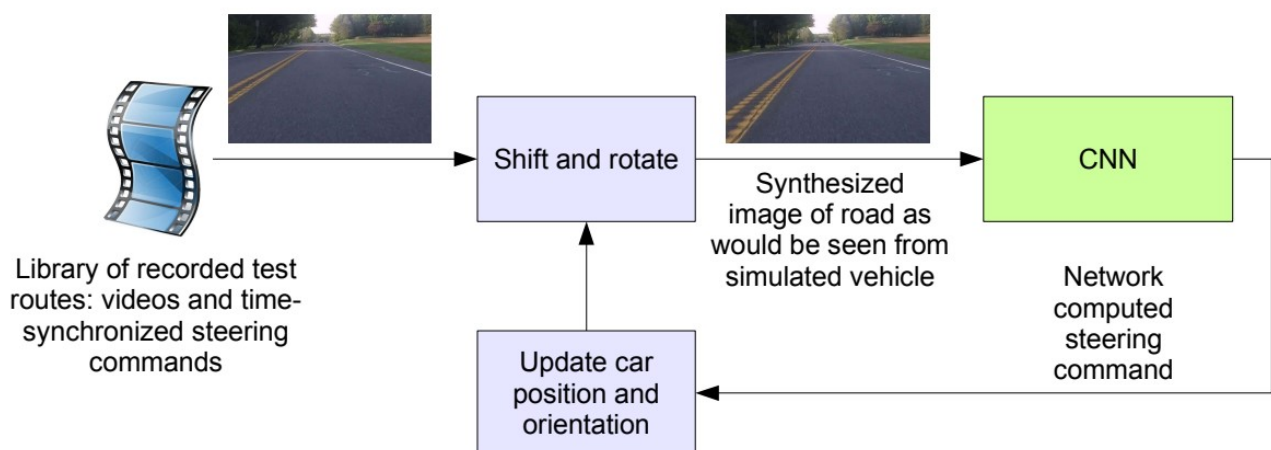 Shift and rotate
CNN
Synthesized
image of road as
would be seen from
simulated vehicle
Library of recorded test
routes: videos and time-
synchronized steering
commands
Network
computed
steering
command
Update car
position and
orientation